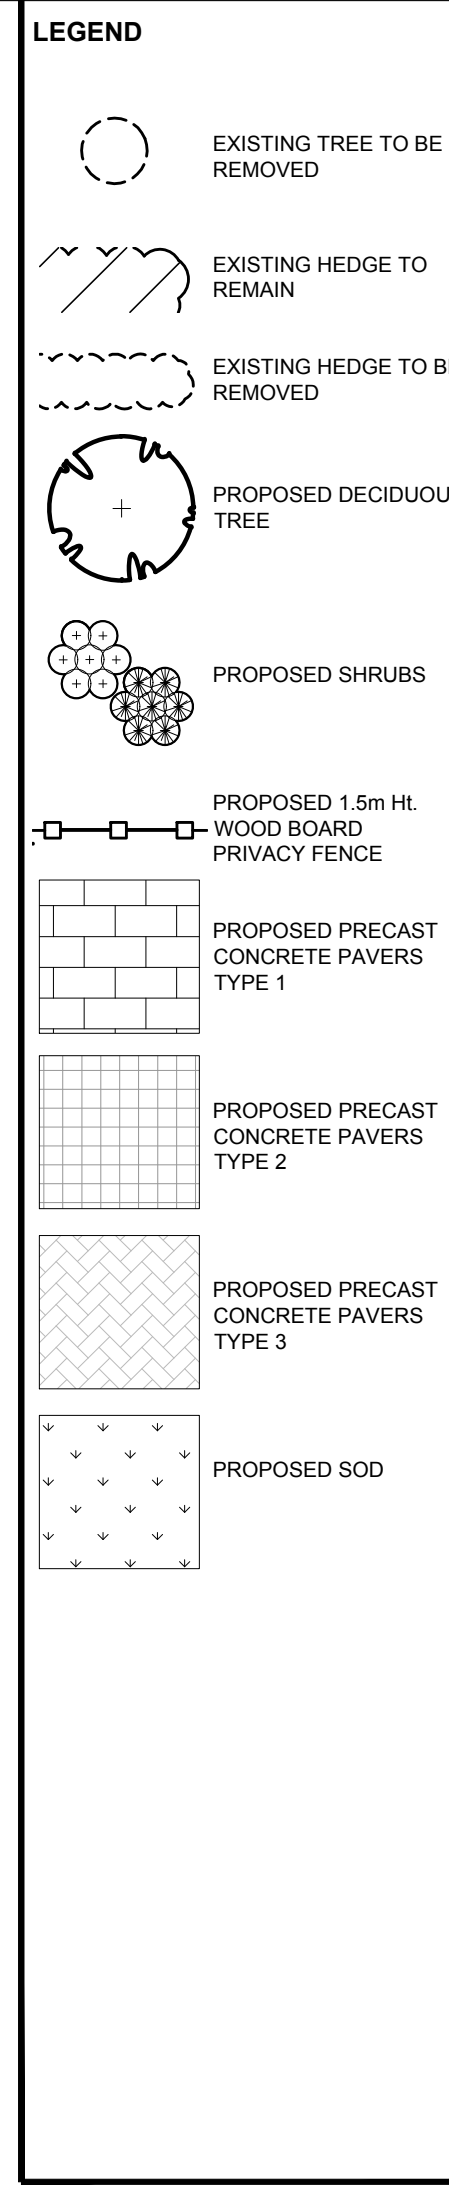 LEGEND
EXISTING TREE TO BE
REMOVED
EXISTING HEDGE TO
REMAIN
EXISTING HEDGE TO B
REMOVED
PROPOSED DECIDUOU
TREE
PROPOSED SHRUBS
PROPOSED 1.5m Ht.
WOOD BOARD
PRIVACY FENCE
PROPOSED PRECAST
CONCRETE PAVERS
TYPE 1
PROPOSED PRECAST
CONCRETE PAVERS
TYPE 2
PROPOSED PRECAST
CONCRETE PAVERS
TYPE 3
PROPOSED SOD